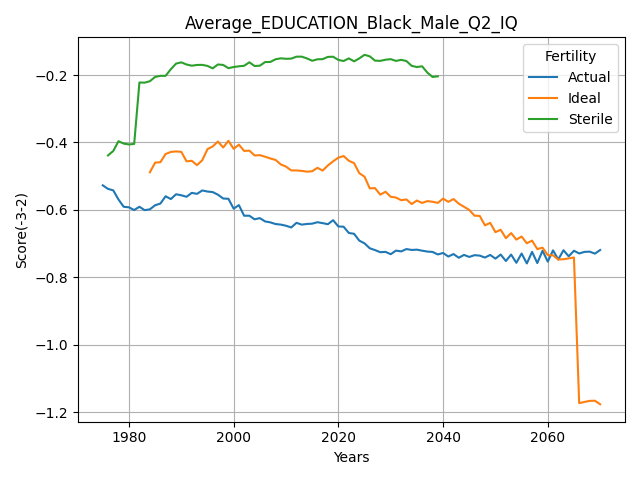 Average_EDUCATION_Black_Male_Q2_IQ
Fertility
Actual
Ideal
Sterile
Score(-3-2)
−0.2
−0.4
−0.6
−0.8
−1.0
−1.2
1980
2000
2020
2040
2060
Years